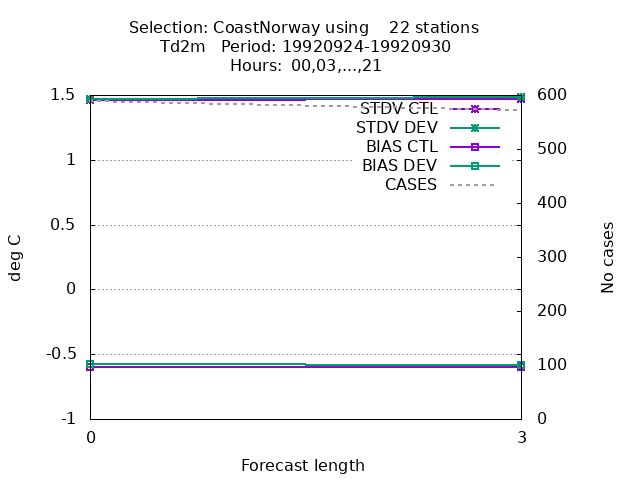 Selection: CoastNorway using    22 stations
Td2m   Period: 19920924-19920930
Hours:  00,03,...,21
1.5
1
0.5
0
-0.5
-1
deg C
STDV CTL
STDV DEV
BIAS CTL
BIAS DEV
CASES
600
500
400
300
200
100
0
No cases
0
3
Forecast length